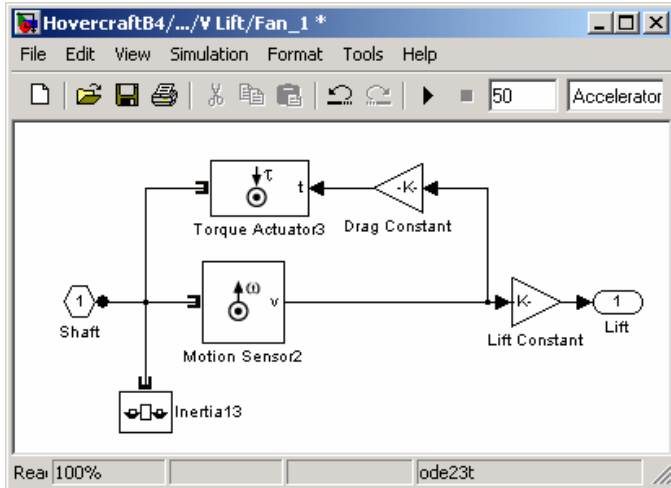 HovercraftB4/.../V Lift/Fan_1 *
File Edit View Simulation Format Tools Help
50 Accelerator
τ
t
-K-
Torque Actuator3 Drag Constant
ω
v
1
-K-
1
Shaft
Lift
Motion Sensor2
Lift Constant
Inertia13
Rea 100% ode23t